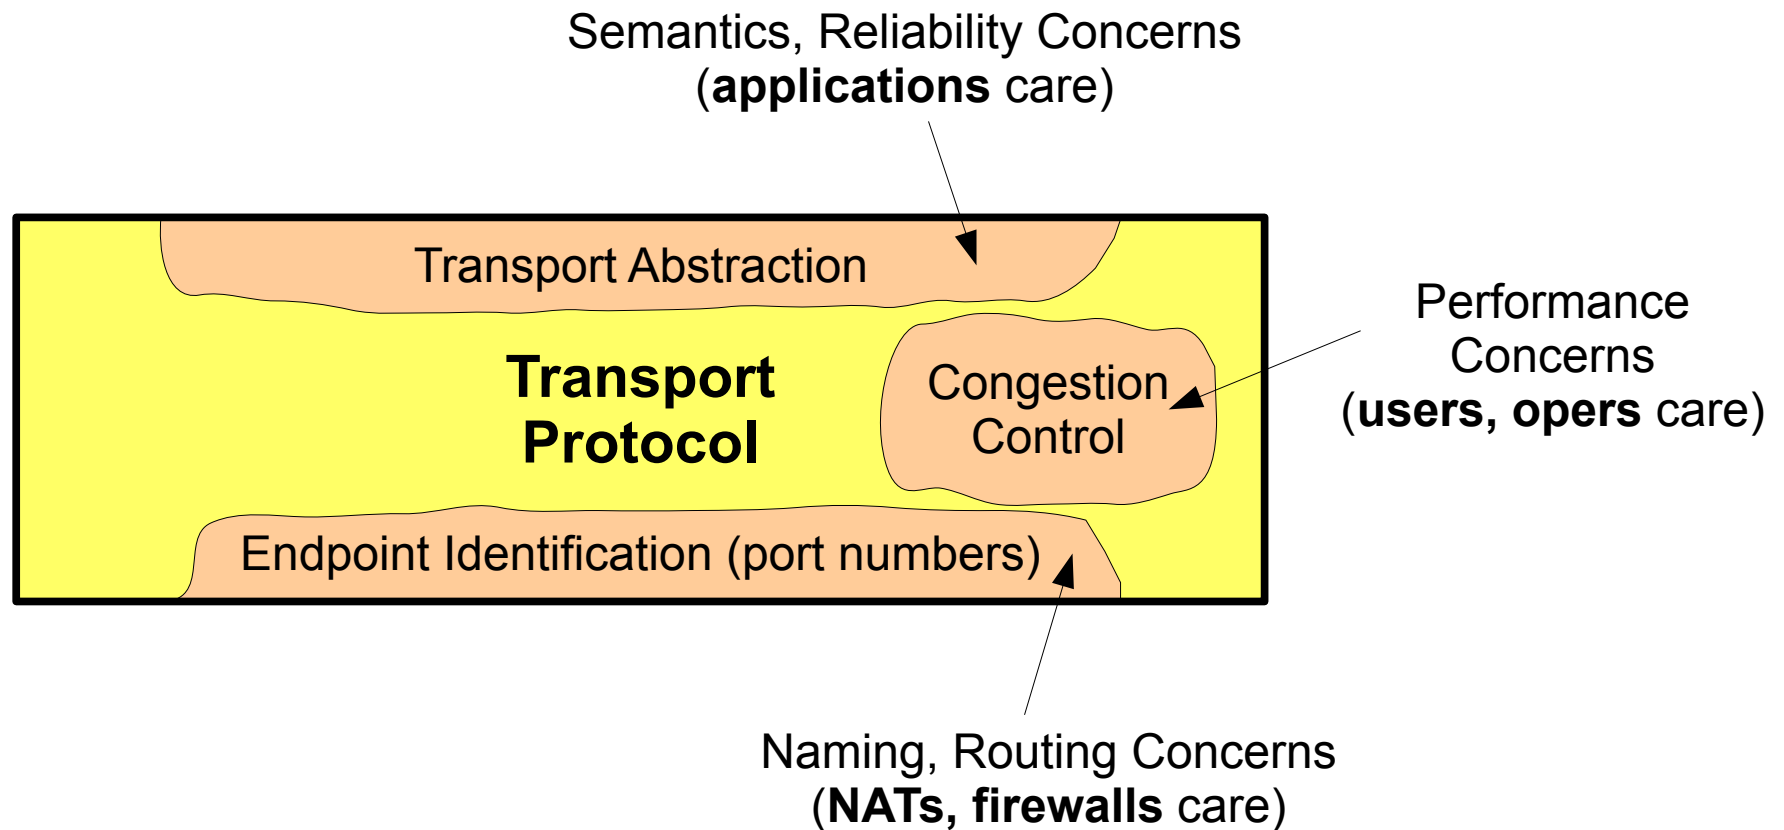 Semantics, Reliability Concerns
(applications care)
Transport Abstraction
Performance
Concerns
(users, opers care)
Transport
Protocol
Congestion
Control
Endpoint Identification (port numbers)
Naming, Routing Concerns
(NATs, firewalls care)